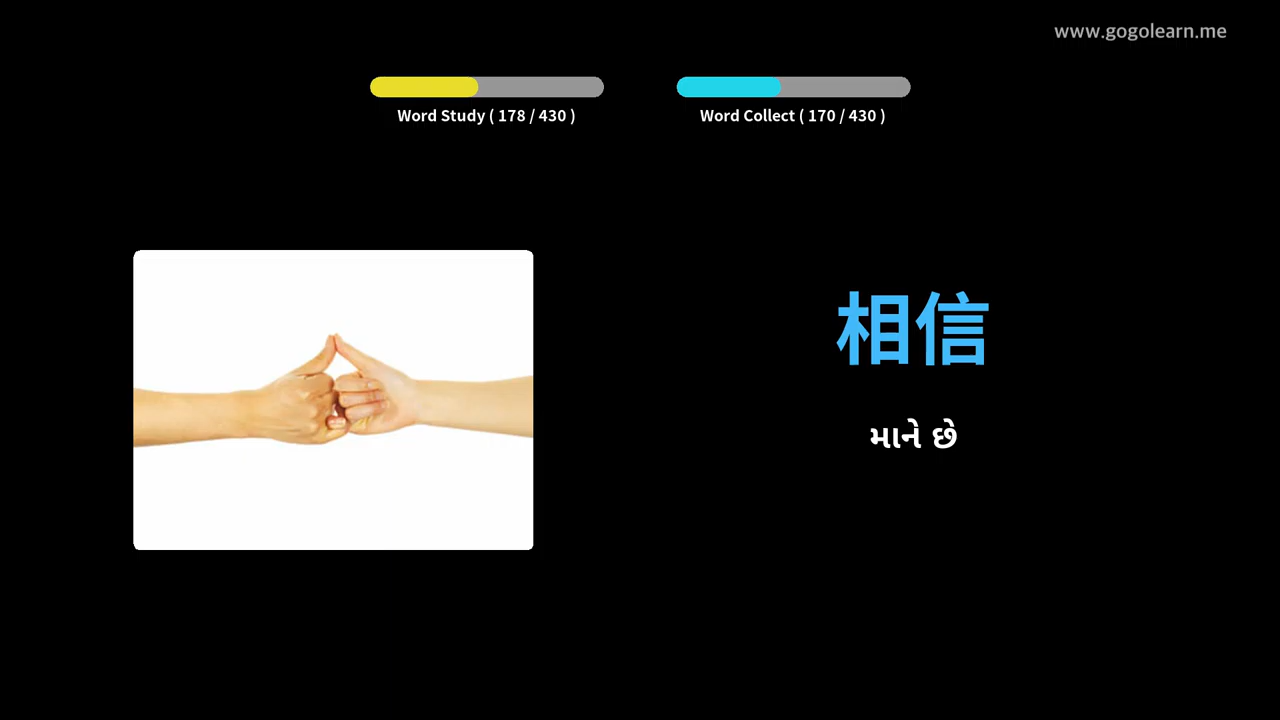 www.gogolearn.me
Word Study ( 178 / 430 )
Word Collect ( 170 / 430 )
相信
માને છે